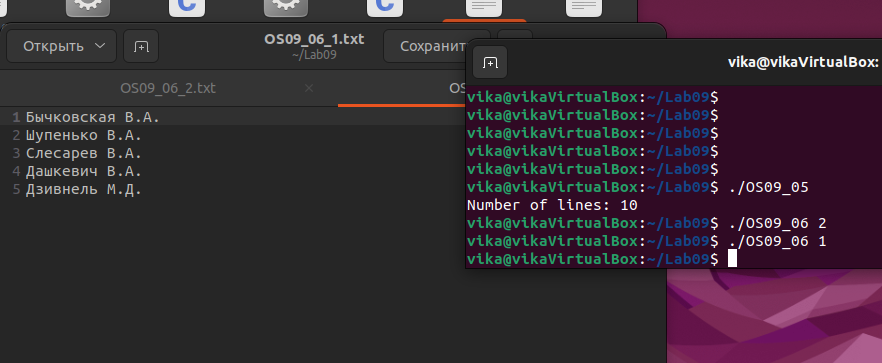 Открыть
OS09_06_1.txt
~/Lab09
Сохранит
OS09_06_2.txt
OS
1 Бычковская В.А.
2 Шупенько В.А.
3 Слесарев В.А.
4 Дашкевич В.А.
5 Дзивнель М.Д.
vika@vikaVirtualBox:
vika@vikaVirtualBox:~/Lab09$
vika@vikaVirtualBox:~/Lab09$
vika@vikaVirtualBox:~/Lab09$
vika@vikaVirtualBox:~/Lab09$
vika@vikaVirtualBox:~/Lab09$
vika@vikaVirtualBox:~/Lab09$ ./OS09_05
Number of lines: 10
vika@vikaVirtualBox:~/Lab09$ ./OS09_06 2
vika@vikaVirtualBox:~/Lab09$ ./OS09_06 1
vika@vikaVirtualBox:~/Lab09$